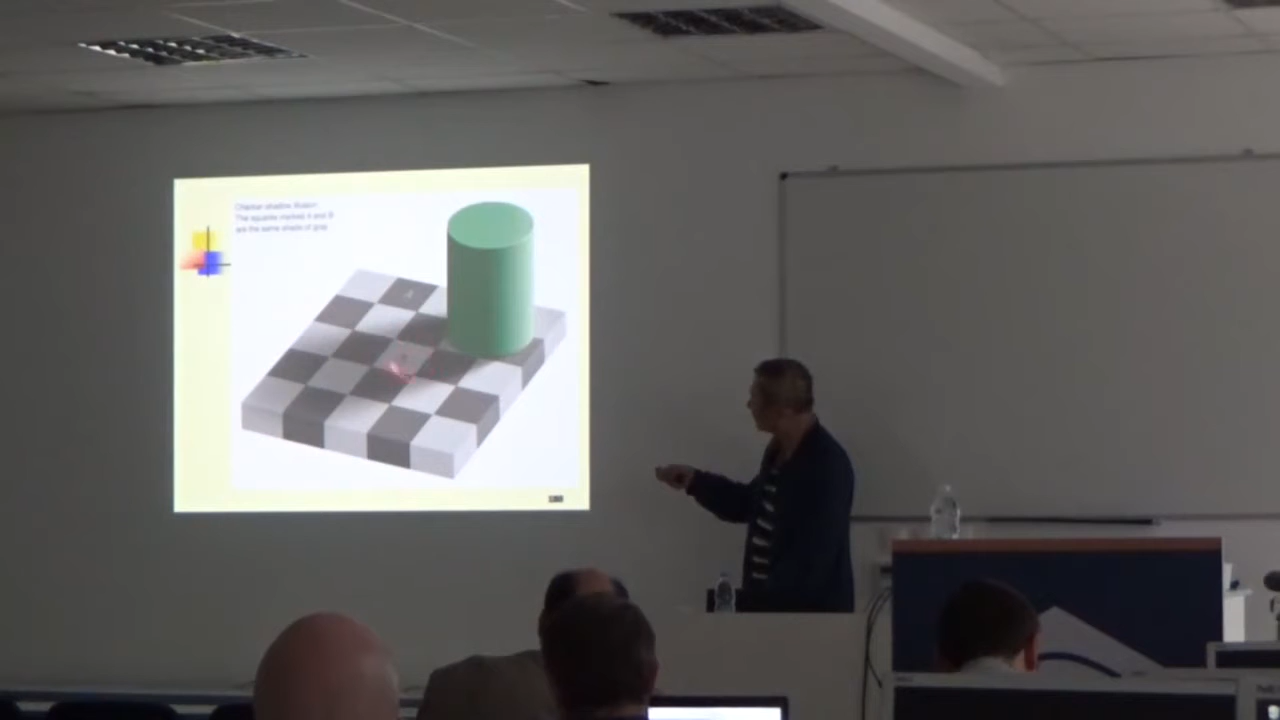 Checker shadow illusion:
The squares marked A and B
are the same shade of gray
A